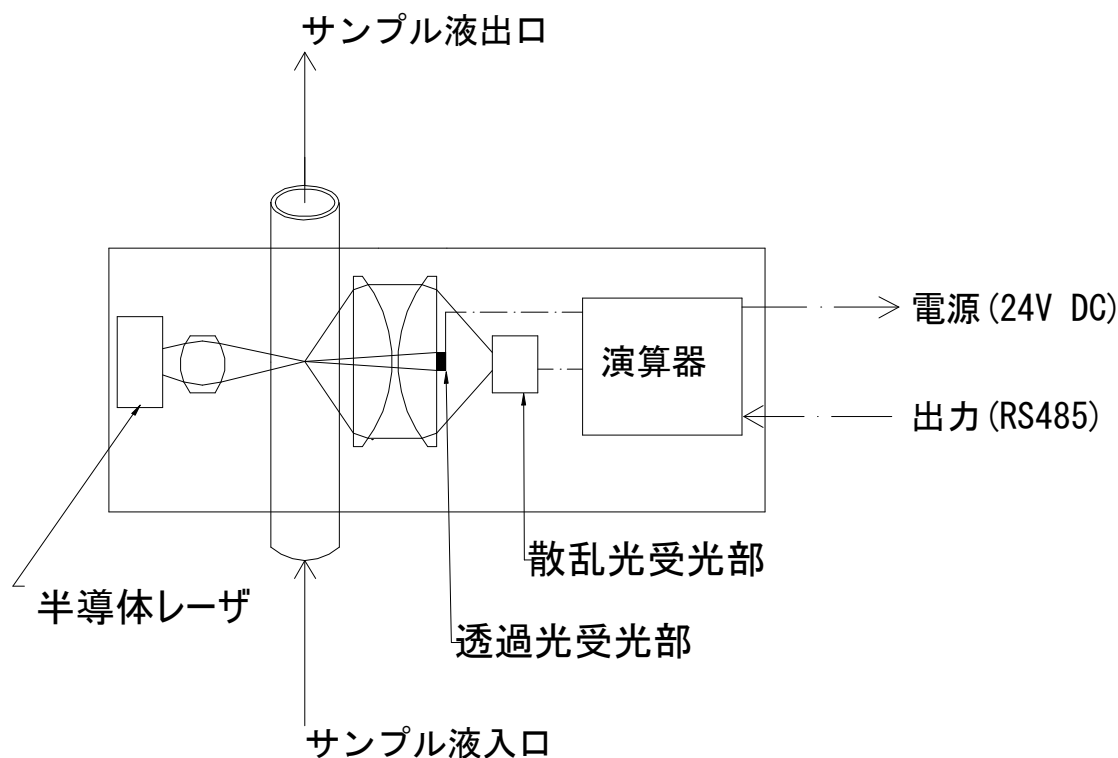 サンプル液出口
電源(24V DC)
演算器
出力(RS485)
散乱光受光部
半導体レーザ
透過光受光部
サンプル液入口